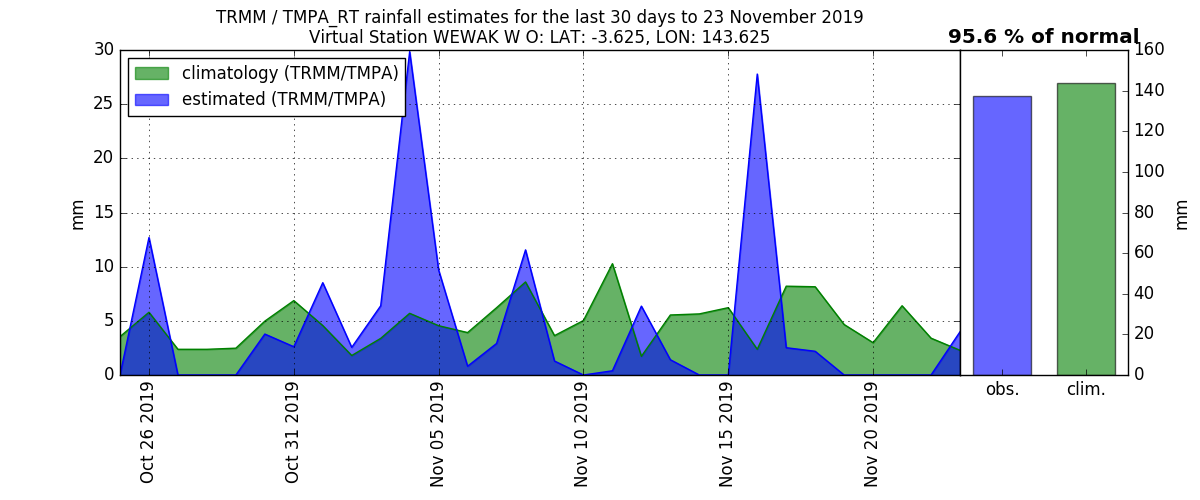 TRMM / TMPA_RT rainfall estimates for the last 30 days to 23 November 2019
Virtual Station WEWAK W O: LAT: -3.625, LON: 143.625
95.6 % of normal
climatology (TRMM/TMPA)
estimated (TRMM/TMPA)
30
25
20
15
10
5
0
mm
Oct 26 2019
Oct 31 2019
Nov 05 2019
Nov 10 2019
Nov 15 2019
Nov 20 2019
obs.
clim.
160
140
120
100
80
60
40
20
0
mm